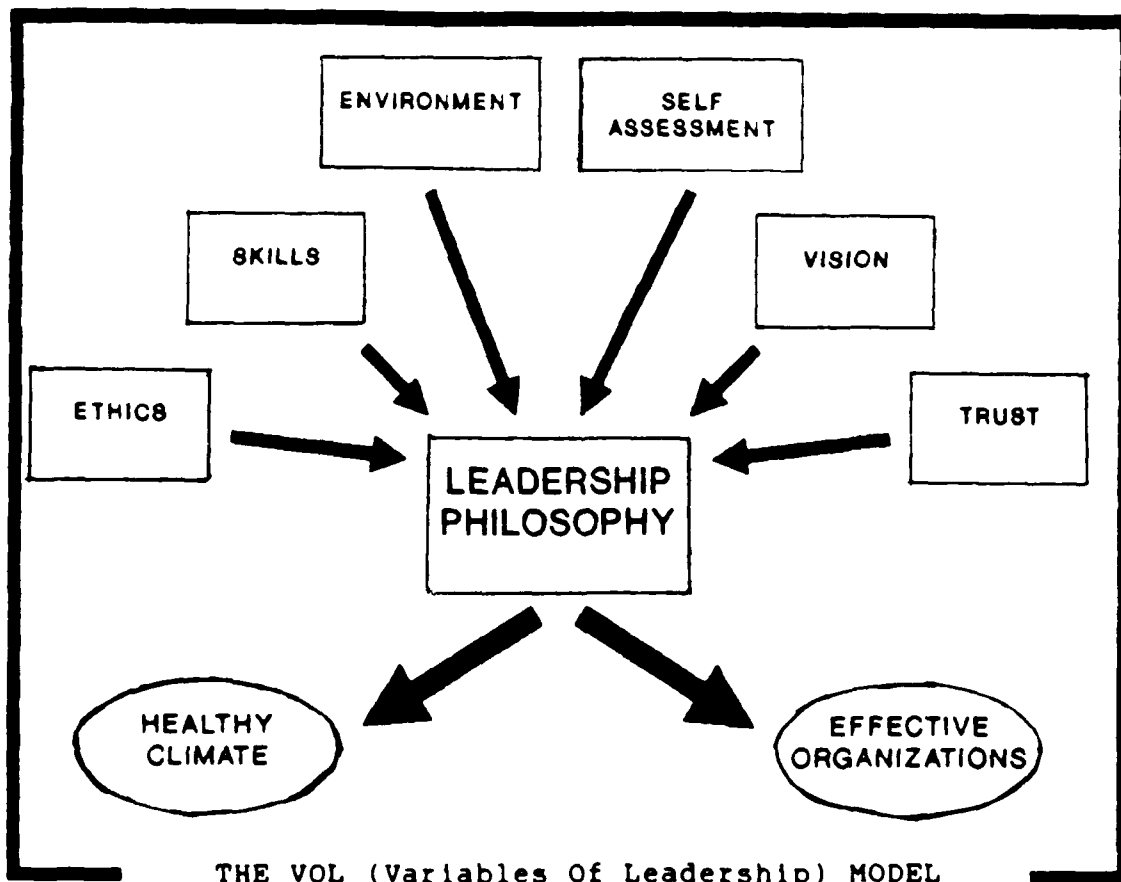 ENVIRONMENT
SELF
ASSESSMENT
SKILLS
VISION
ETHICS
TRUST
LEADERSHIP
PHILOSOPHY
HEALTHY
CLIMATE
EFFECTIVE
ORGANIZATIONS
THE VOL (Variables Of Leadership) MODEL